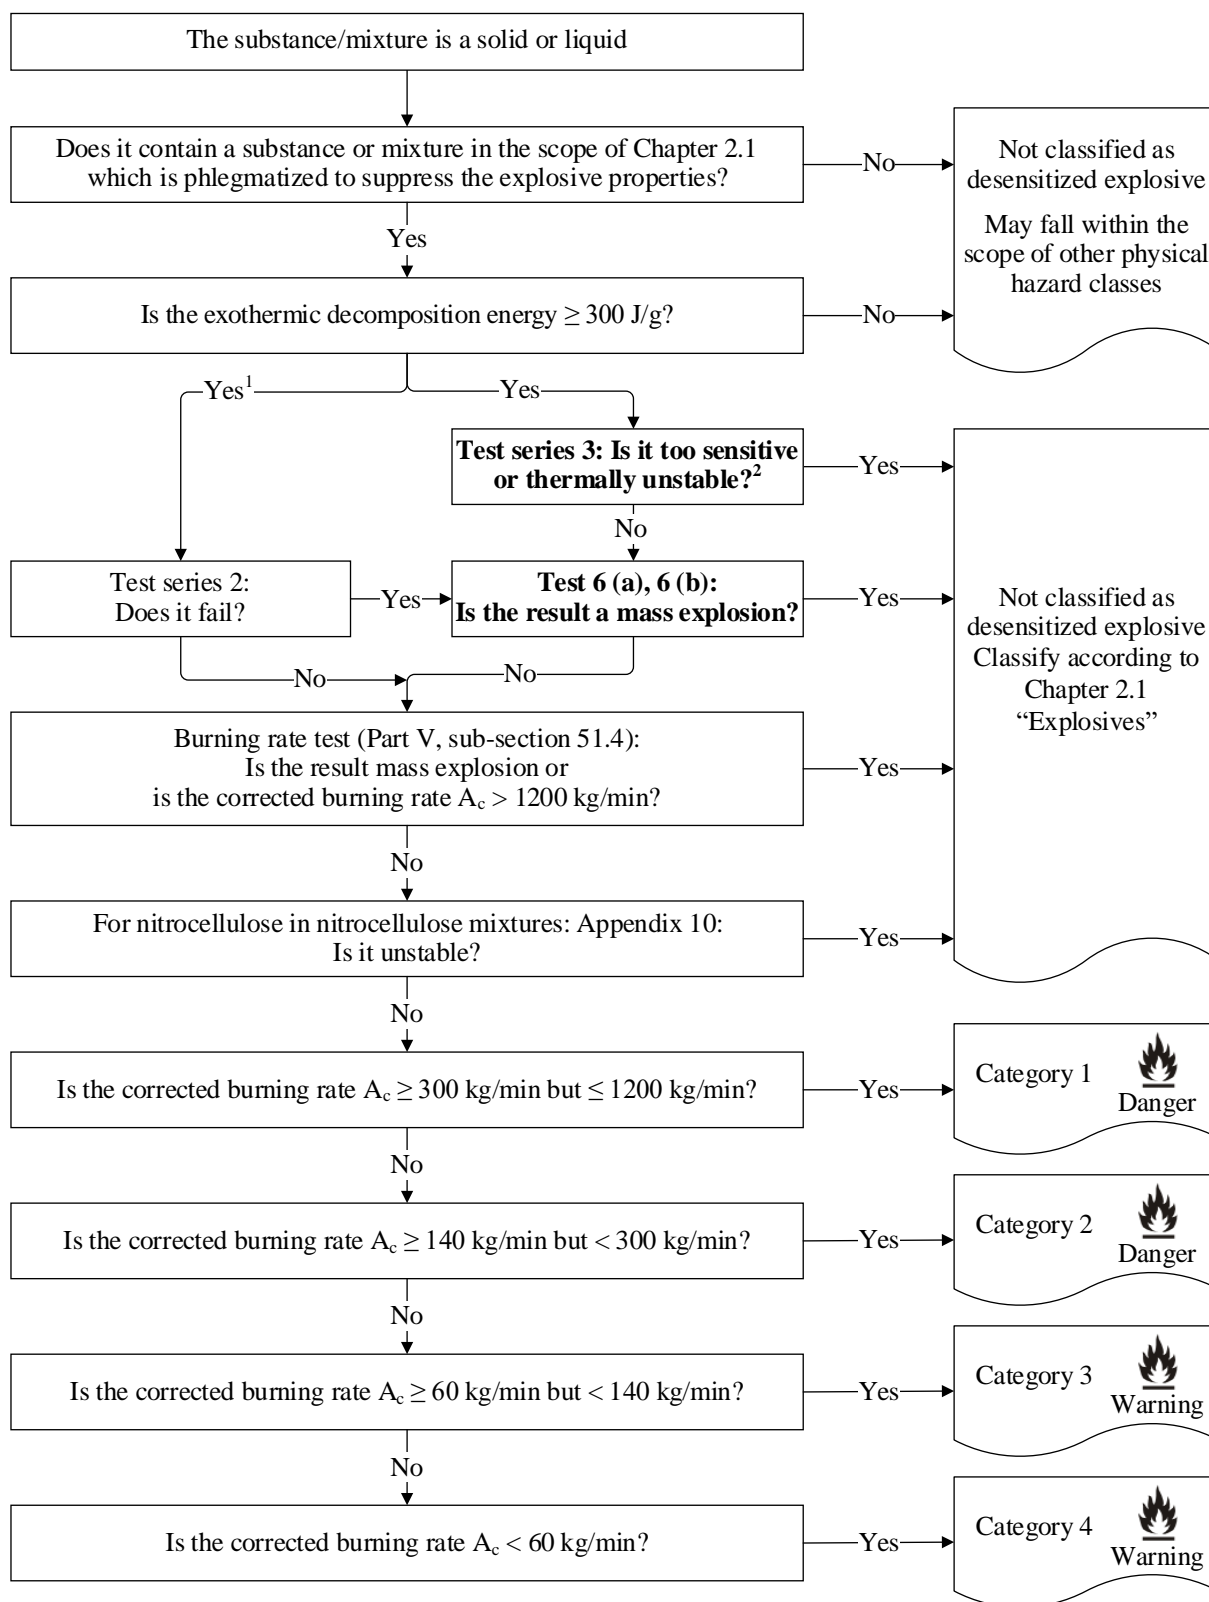 The substance/mixture is a solid or liquid
Does it contain a substance or mixture in the scope of Chapter 2.1
which is phlegmatized to suppress the explosive properties?
No
Not classified as
desensitized explosive
May fall within the
scope of other physical
hazard classes
Yes
Is the exothermic decomposition energy ≥ 300 J/g?
No
Yes¹
Yes
Test series 3: Is it too sensitive
or thermally unstable?²
Yes
No
Test series 2:
Does it fail?
Yes
Test 6 (a), 6 (b):
Is the result a mass explosion?
Yes
Not classified as
desensitized explosive
Classify according to
Chapter 2.1
“Explosives”
No
No
Burning rate test (Part V, sub-section 51.4):
Is the result mass explosion or
is the corrected burning rate Ac > 1200 kg/min?
Yes
No
For nitrocellulose in nitrocellulose mixtures: Appendix 10:
Is it unstable?
Yes
No
Is the corrected burning rate Ac ≥ 300 kg/min but ≤ 1200 kg/min?
Yes
Category 1
Danger
No
Is the corrected burning rate Ac ≥ 140 kg/min but < 300 kg/min?
Yes
Category 2
Danger
No
Is the corrected burning rate Ac ≥ 60 kg/min but < 140 kg/min?
Yes
Category 3
Warning
No
Is the corrected burning rate Ac < 60 kg/min?
Yes
Category 4
Warning